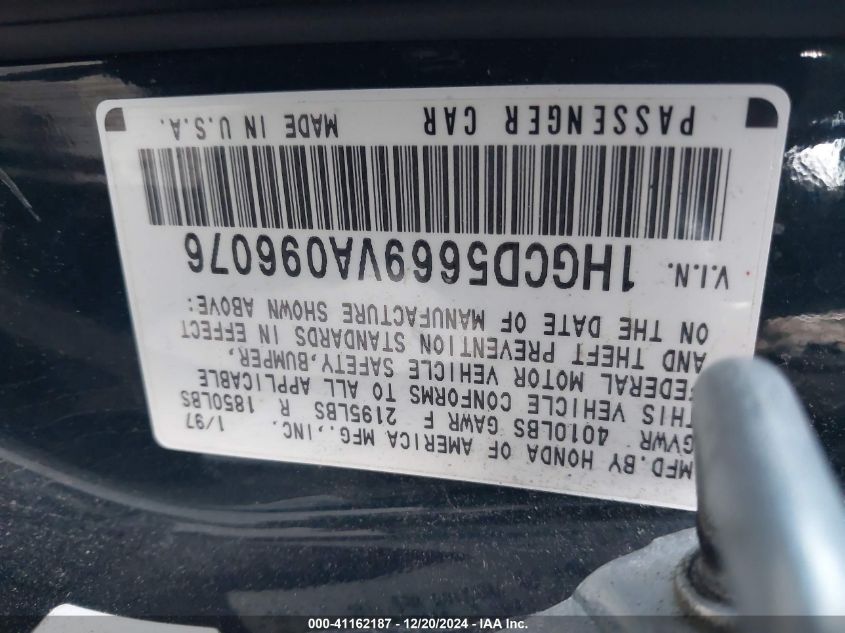 MFD.BY HONDA OF AMERICA MFG.,INC. 1/97
GVWR 4010LBS GAWR F 2195LBS R 1850LBS
THIS VEHICLE CONFORMS TO ALL APPLICABLE
FEDERAL MOTOR VEHICLE SAFETY,BUMPER,
AND THEFT PREVENTION STANDARDS IN EFFECT
ON THE DATE OF MANUFACTURE SHOWN ABOVE:
V.I.N. 1HGCD5669VA096076
PASSENGER CAR MADE IN U.S.A.
000-41162187 - 12/20/2024 - IAA Inc.